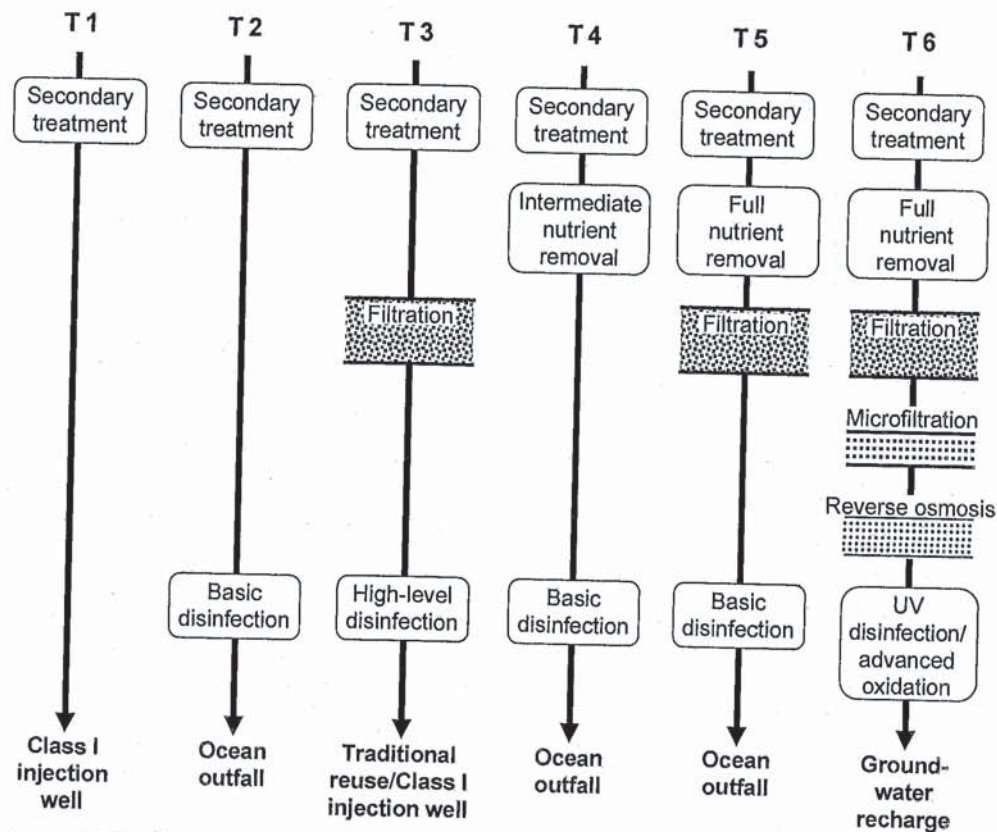 T1
T2
T3
T4
T5
T6
Secondary
treatment
Secondary
treatment
Secondary
treatment
Secondary
treatment
Secondary
treatment
Secondary
treatment
Intermediate
nutrient
removal
Full
nutrient
removal
Full
nutrient
removal
Filtration
Filtration
Filtration
Microfiltration
Reverse osmosis
Basic
disinfection
High-level
disinfection
Basic
disinfection
Basic
disinfection
UV
disinfection/
advanced
oxidation
Class I
injection
well
Ocean
outfall
Traditional
reuse/Class I
injection well
Ocean
outfall
Ocean
outfall
Ground-
water
recharge